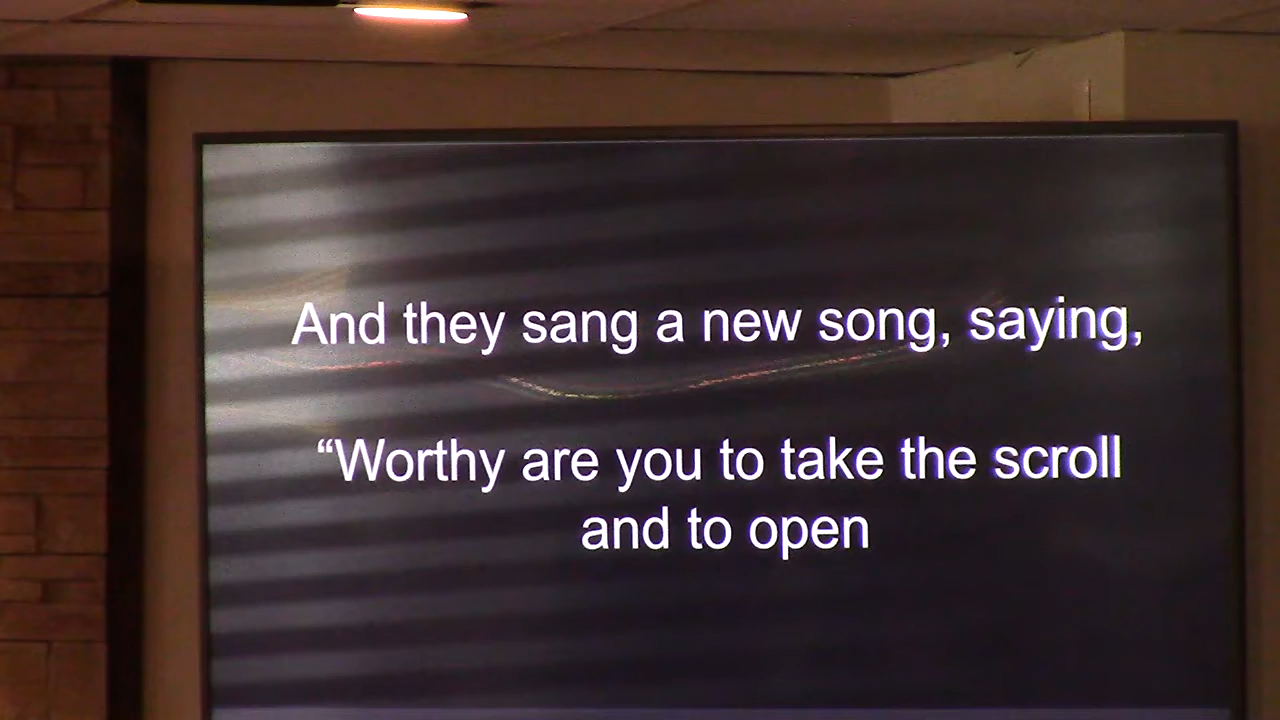 And they sang a new song, saying,
“Worthy are you to take the scroll
and to open